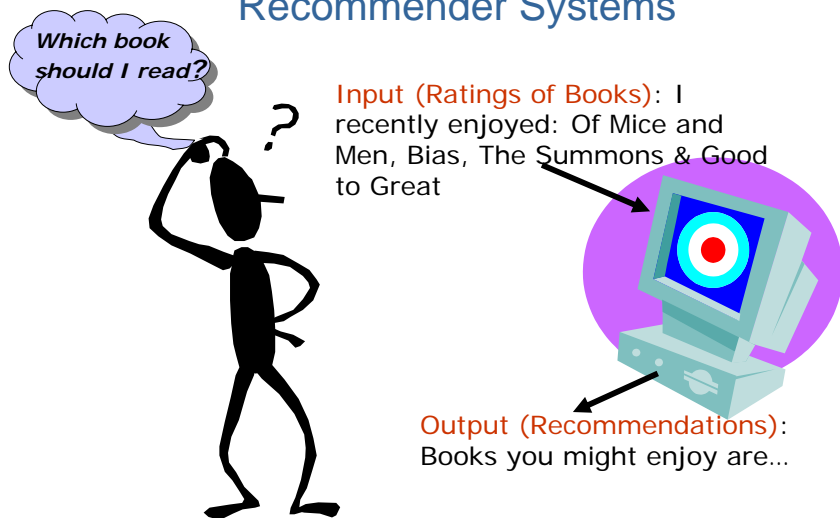 Recommender Systems
Which book
should I read?
Input (Ratings of Books): I
recently enjoyed: Of Mice and
Men, Bias, The Summons & Good
to Great
?
Output (Recommendations):
Books you might enjoy are...